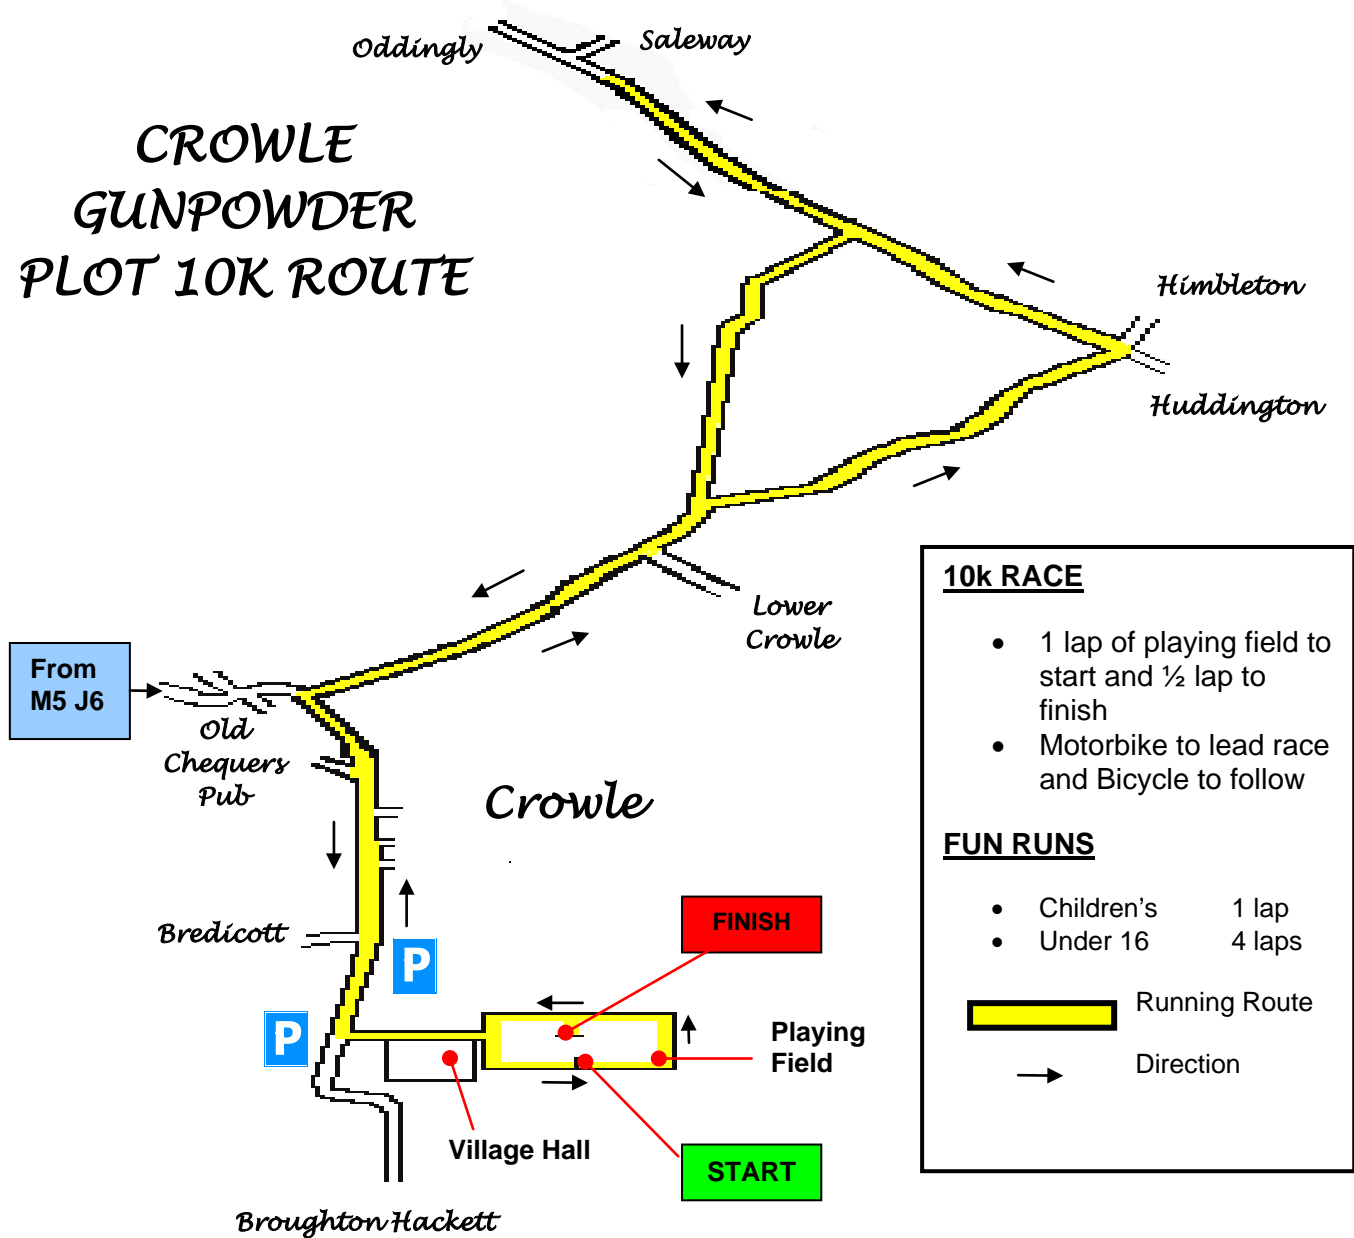 Oddingly
Saleway
CROWLE
GUNPOWDER
PLOT 10K ROUTE
Himbleton
Huddington
Lower
Crowle
From
M5 J6
Old
Chequers
Pub
Crowle
Bredicott
P
P
FINISH
Playing
Field
Village Hall
START
Broughton Hackett
10k RACE
• 1 lap of playing field to
start and ½ lap to
finish
• Motorbike to lead race
and Bicycle to follow
FUN RUNS
• Children's 1 lap
• Under 16 4 laps
Running Route
Direction